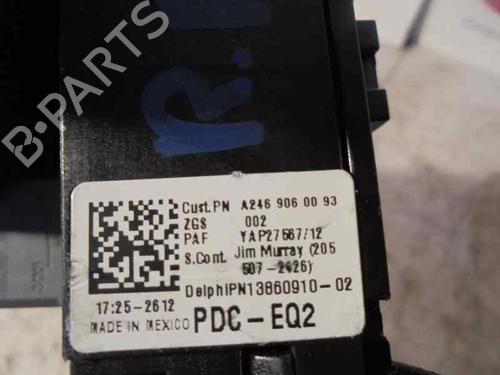 R.
B-PARTS
Cust.PN A246 906 00 93
ZGS 002
PAF YAP27567/12
S.Cont. Jim Murray (205
507-2426)
DelphiPN13860910-02
17:25-2612
MADE IN MEXICO
PDC-EQ2